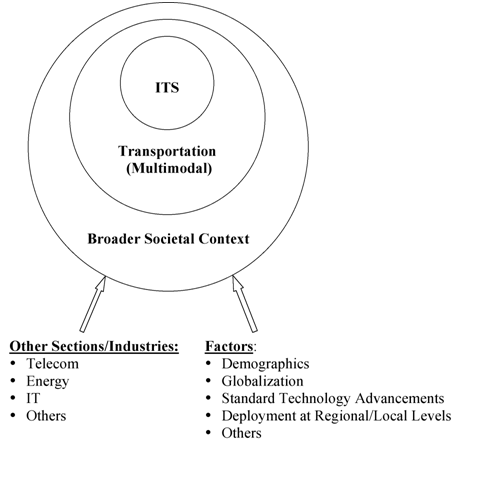 ITS
Transportation
(Multimodal)
Broader Societal Context
Other Sections/Industries:
• Telecom
• Energy
• IT
• Others
Factors:
• Demographics
• Globalization
• Standard Technology Advancements
• Deployment at Regional/Local Levels
• Others